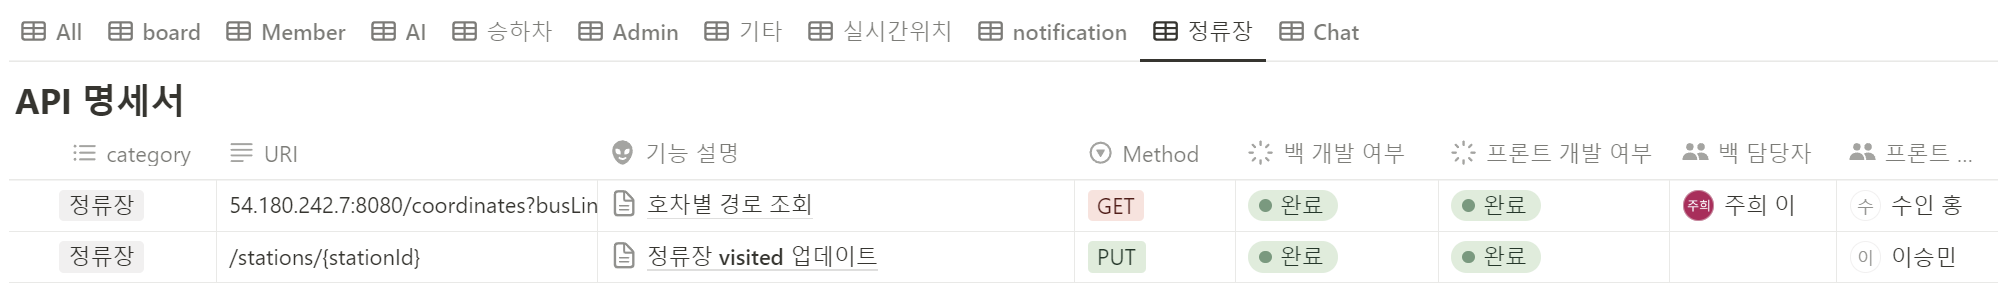 All board Member AI 승하차 Admin 기타 실시간위치 notification 정류장 Chat
API 명세서
category URI 기능 설명 Method 백 개발 여부 프론트 개발 여부 백 담당자 프론트 ...
정류장 54.180.242.7:8080/coordinates?busLin 호차별 경로 조회 GET 완료 완료 주희 주희 이 수 수인 홍
정류장 /stations/{stationId} 정류장 visited 업데이트 PUT 완료 완료 이 이승민